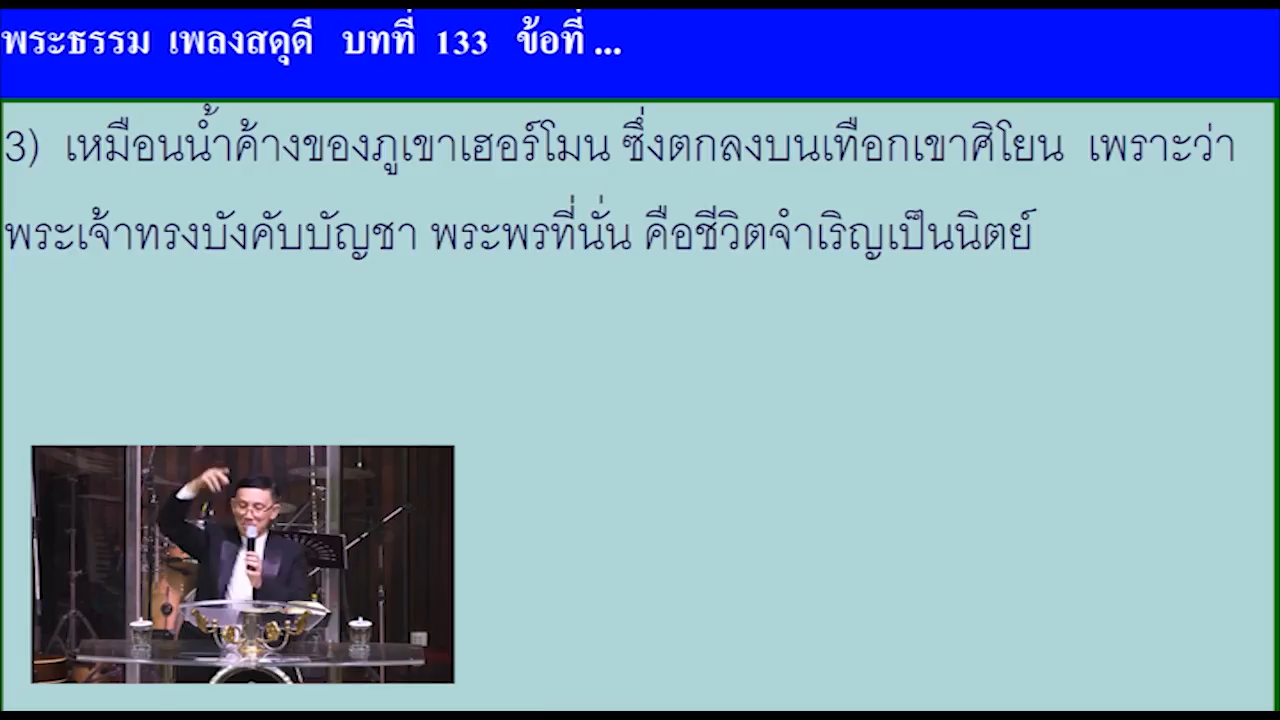 พระธรรม เพลงสดุดี บทที่ 133 ข้อที่ ...
3) เหมือนน้ำค้างของภูเขาเฮอร์โมน ซึ่งตกลงบนเทือกเขาศิโยน เพราะว่า
พระเจ้าทรงบังคับบัญชา พระพรที่นั่น คือชีวิตจำเริญเป็นนิตย์